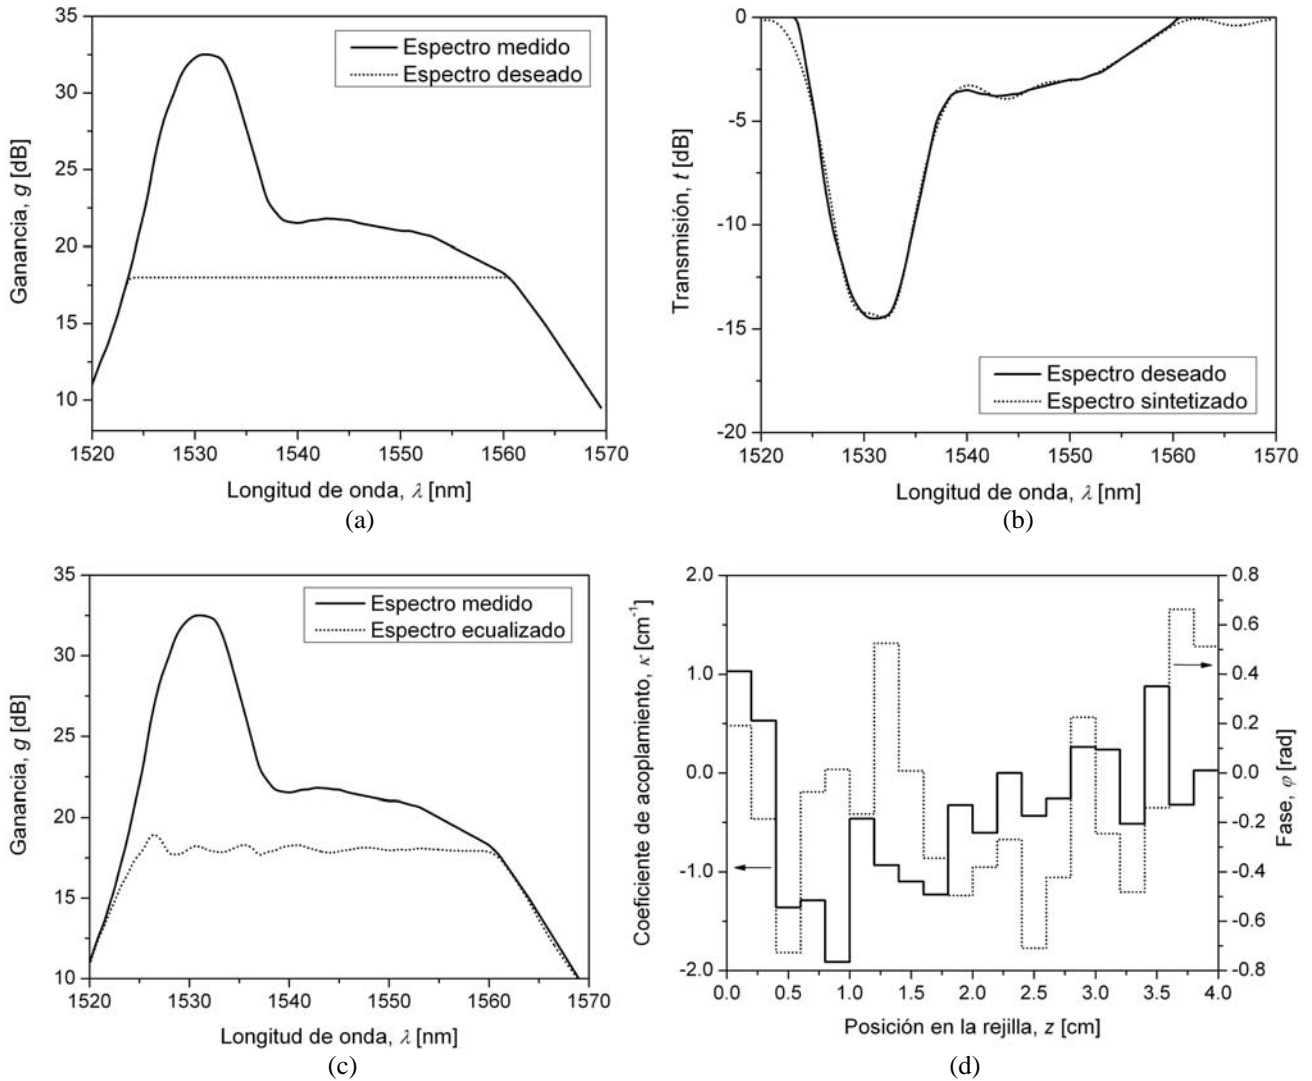 35
30
25
20
15
10
1520 1530 1540 1550 1560 1570
Ganancia, g [dB]
Longitud de onda, λ [nm]
Espectro medido
Espectro deseado
(a)
0
-5
-10
-15
-20
1520 1530 1540 1550 1560 1570
Transmisión, t [dB]
Longitud de onda, λ [nm]
Espectro deseado
Espectro sintetizado
(b)
35
30
25
20
15
10
1520 1530 1540 1550 1560 1570
Ganancia, g [dB]
Longitud de onda, λ [nm]
Espectro medido
Espectro ecualizado
(c)
2.0
1.0
0.0
-1.0
-2.0
0.8
0.6
0.4
0.2
0.0
-0.2
-0.4
-0.6
-0.8
0.0 0.5 1.0 1.5 2.0 2.5 3.0 3.5 4.0
Coeficiente de acoplamiento, κ [cm⁻¹]
Fase, φ [rad]
Posición en la rejilla, z [cm]
(d)